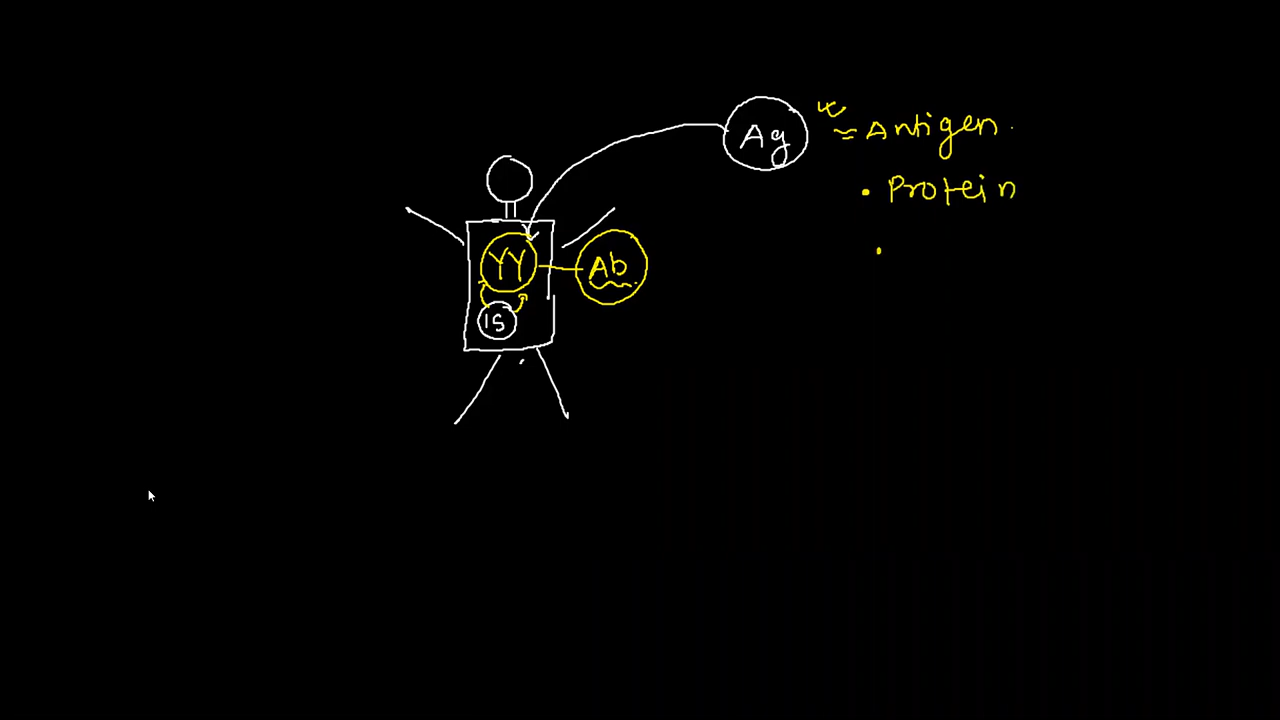 Ag = Antigen
• Protein
•
YY
Ab
IS